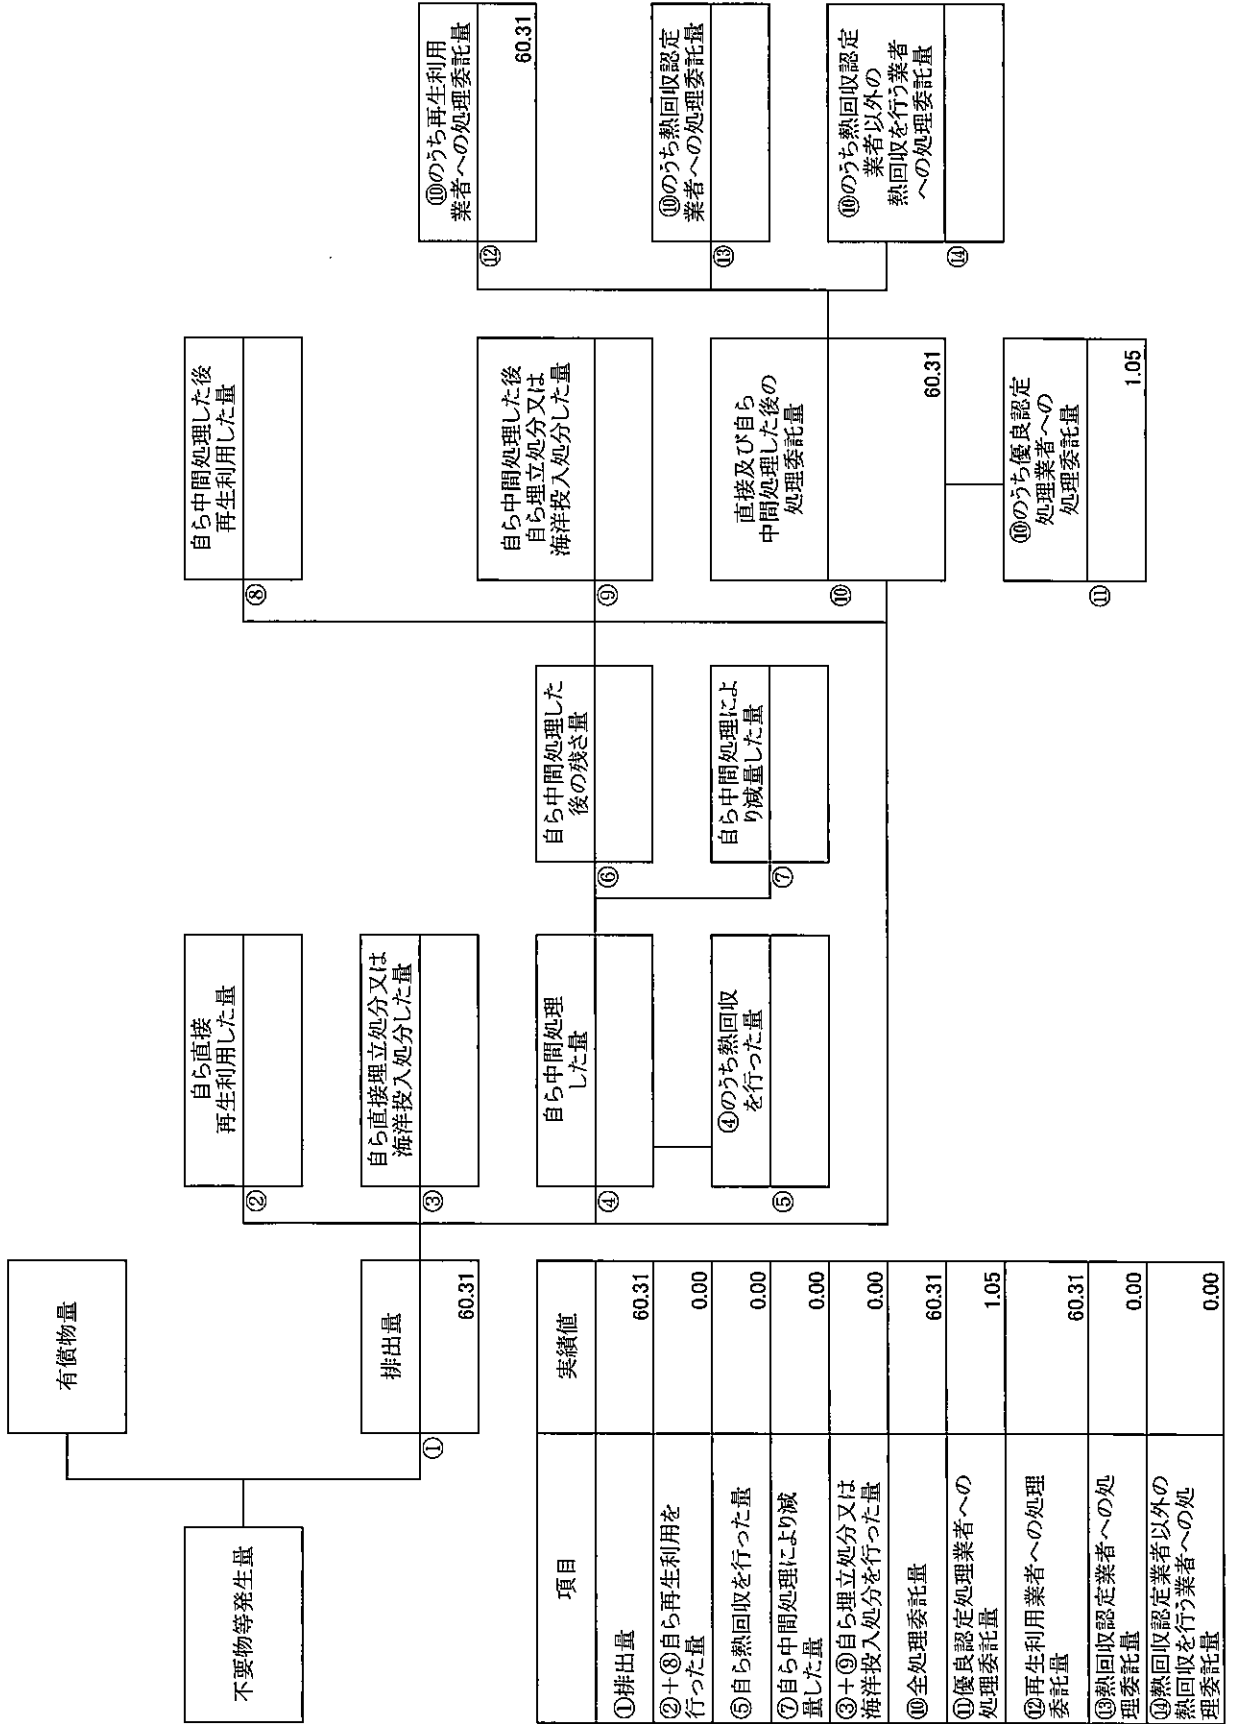 有償物量
不要物等発生量
排出量
①
60.31
自ら直接
再生利用した量
②
自ら直接埋立処分又は
海洋投入処分した量
③
自ら中間処理
した量
④
④のうち熱回収
を行った量
⑤
自ら中間処理した
後の残さ量
⑥
自ら中間処理によ
り減量した量
⑦
自ら中間処理した後
再生利用した量
⑧
自ら中間処理した後
自ら埋立処分又は
海洋投入処分した量
⑨
直接及び自ら
中間処理した後の
処理委託量
⑩
60.31
⑩のうち優良認定
処理業者への
処理委託量
⑪
1.05
⑩のうち再生利用
業者への処理委託量
⑫
60.31
⑩のうち熱回収認定
業者への処理委託量
⑬
⑩のうち熱回収認定
業者以外の
熱回収を行う業者
への処理委託量
⑭
項目 実績値
①排出量 60.31
②+⑧自ら再生利用を
行った量 0.00
⑤自ら熱回収を行った量 0.00
⑦自ら中間処理により減
量した量 0.00
③+⑨自ら埋立処分又は
海洋投入処分を行った量 0.00
⑩全処理委託量 60.31
⑪優良認定処理業者への
処理委託量 1.05
⑫再生利用業者への処理
委託量 60.31
⑬熱回収認定業者への処
理委託量 0.00
⑭熱回収認定業者以外の
熱回収を行う業者への処
理委託量 0.00